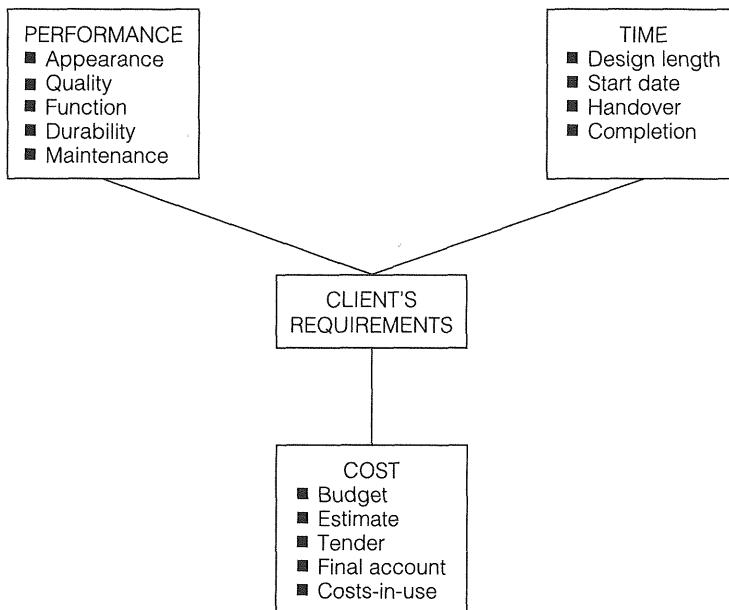 PERFORMANCE
■ Appearance
■ Quality
■ Function
■ Durability
■ Maintenance
TIME
■ Design length
■ Start date
■ Handover
■ Completion
CLIENT'S
REQUIREMENTS
COST
■ Budget
■ Estimate
■ Tender
■ Final account
■ Costs-in-use